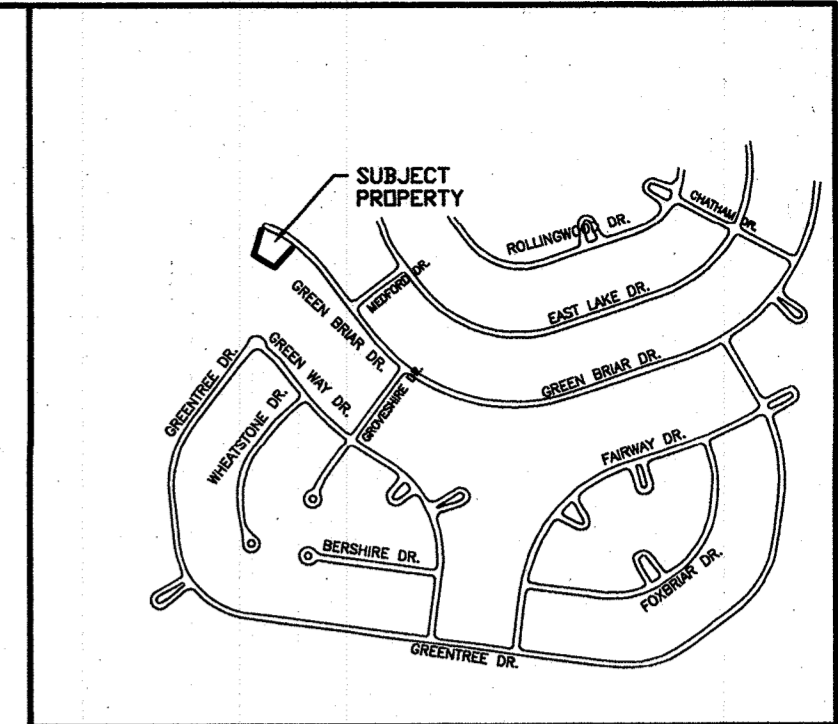 SUBJECT
PROPERTY
CHATHAM DR.
ROLLINGWOOD DR.
MEDFORD DR.
EAST LAKE DR.
GREEN BRIAR DR.
GREEN WAY DR.
GREENTREE DR.
GREEN BRIAR DR.
GROVESHIRE DR.
WHEATSTONE DR.
FAIRWAY DR.
BERSHIRE DR.
FOXBRIAR DR.
GREENTREE DR.